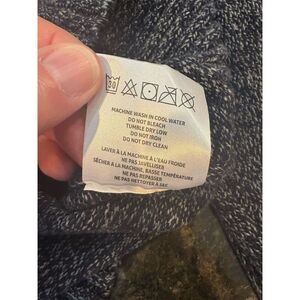 30
MACHINE WASH IN COOL WATER
DO NOT BLEACH
TUMBLE DRY LOW
DO NOT IRON
DO NOT DRY CLEAN
LAVER À LA MACHINE À L'EAU FROIDE
NE PAS JAVELLISER
SÉCHER À LA MACHINE, BASSE TEMPÉRATURE
NE PAS REPASSER
NE PAS NETTOYER À SEC